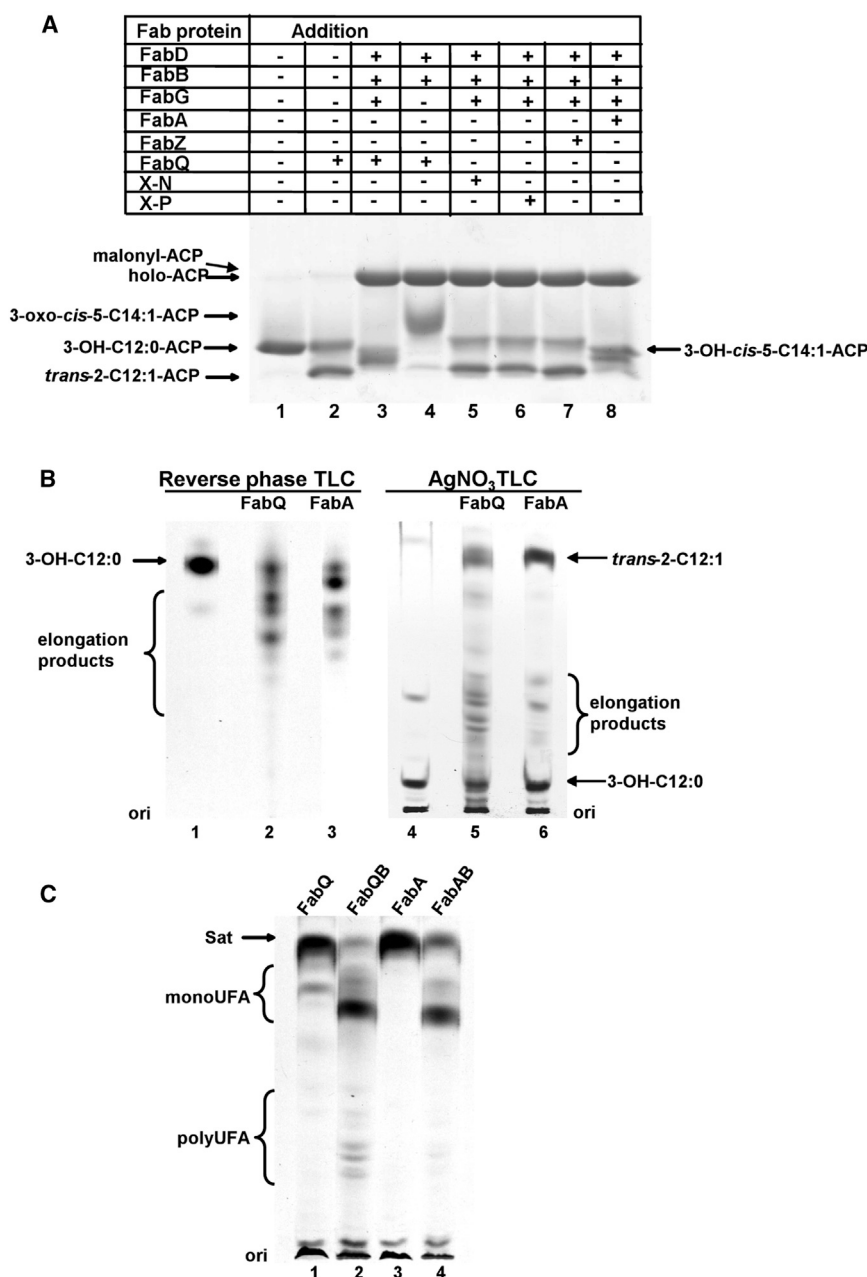 A
Fab protein Addition
FabD - - + + + + + +
FabB - - + + + + + +
FabG - - + - + + + +
FabA - - - - - - - +
FabZ - - - - - - + -
FabQ - + + + - - - -
X-N - - - - + - - -
X-P - - - - - + - -
malonyl-ACP
holo-ACP
3-oxo-cis-5-C14:1-ACP
3-OH-C12:0-ACP
3-OH-cis-5-C14:1-ACP
trans-2-C12:1-ACP
1 2 3 4 5 6 7 8
B
Reverse phase TLC AgNO₃TLC
FabQ FabA FabQ FabA
3-OH-C12:0
trans-2-C12:1
elongation
products
elongation
products
3-OH-C12:0
ori ori
1 2 3 4 5 6
C
FabQ FabQB FabA FabAB
Sat
monoUFA
polyUFA
ori
1 2 3 4